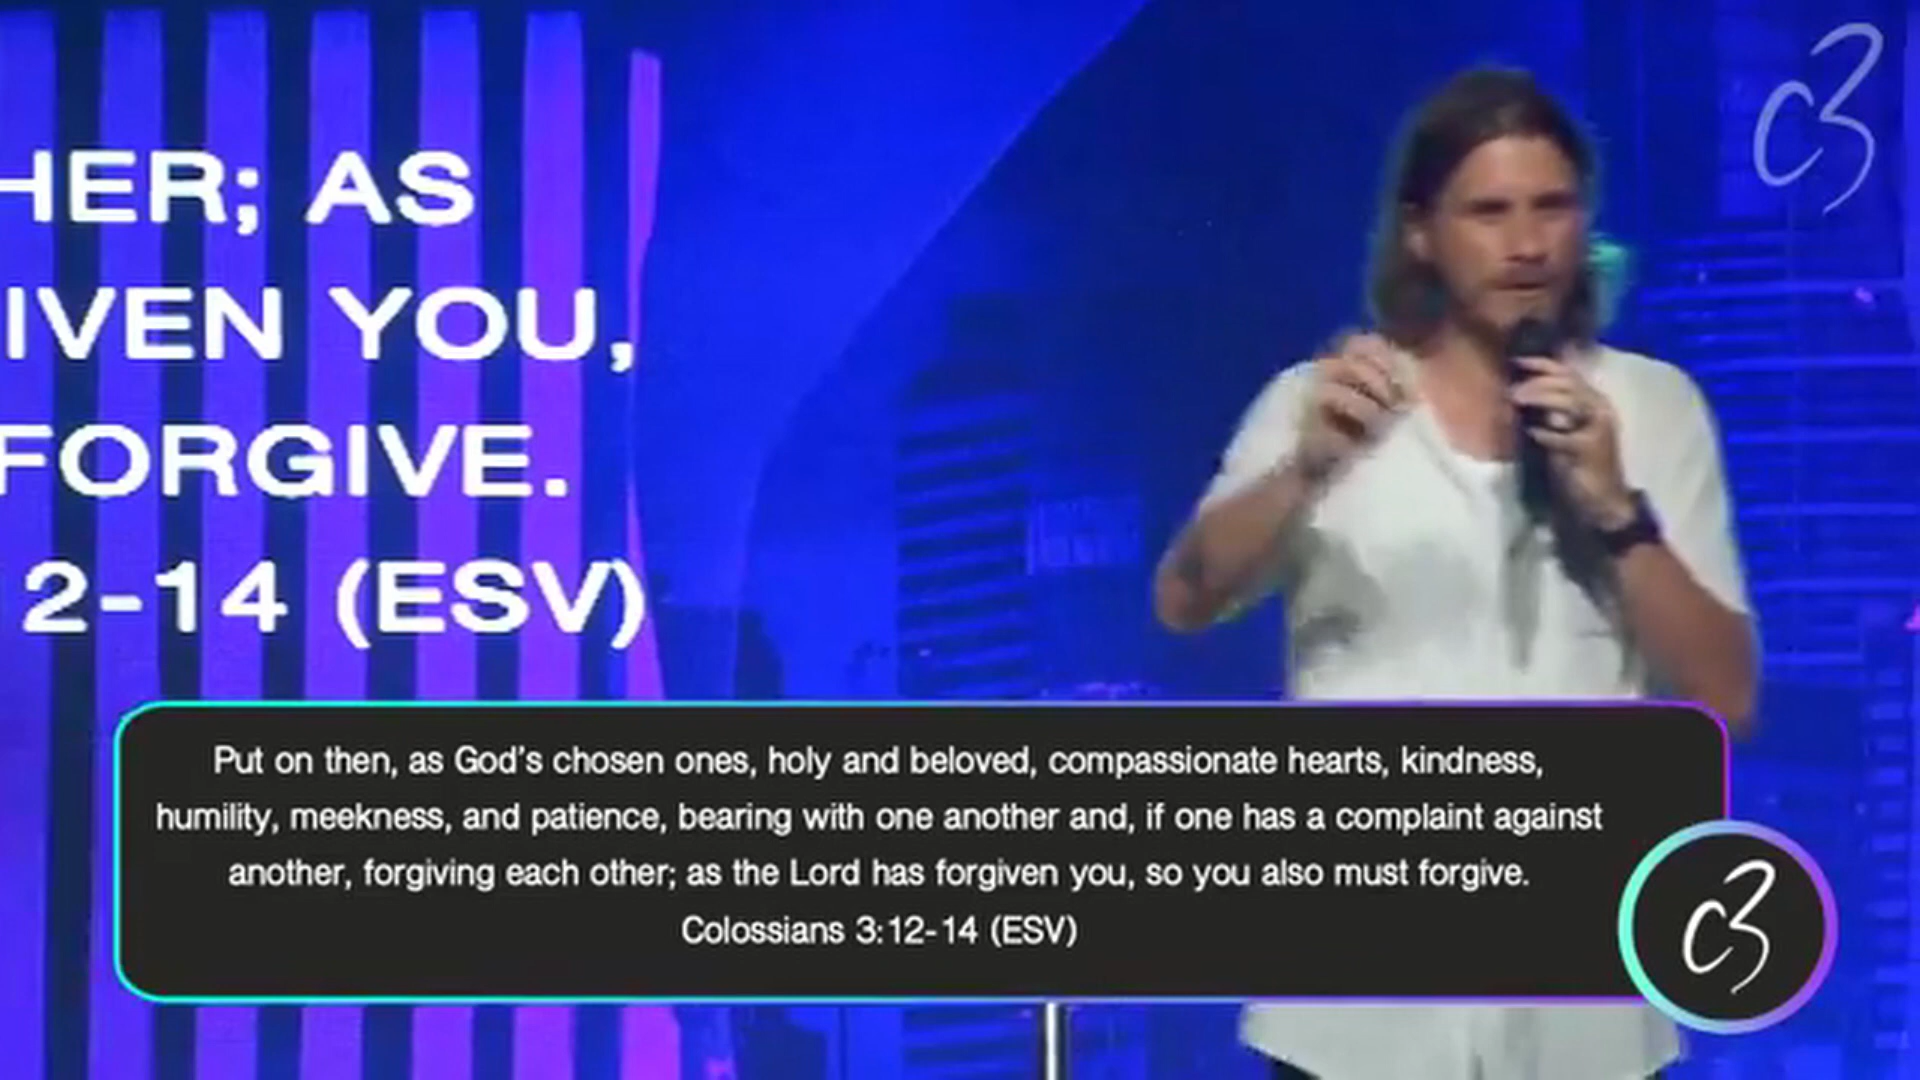 HER; AS
IVEN YOU,
FORGIVE.
2-14 (ESV)
c3
Put on then, as God's chosen ones, holy and beloved, compassionate hearts, kindness,
humility, meekness, and patience, bearing with one another and, if one has a complaint against
another, forgiving each other; as the Lord has forgiven you, so you also must forgive.
Colossians 3:12-14 (ESV)
c3